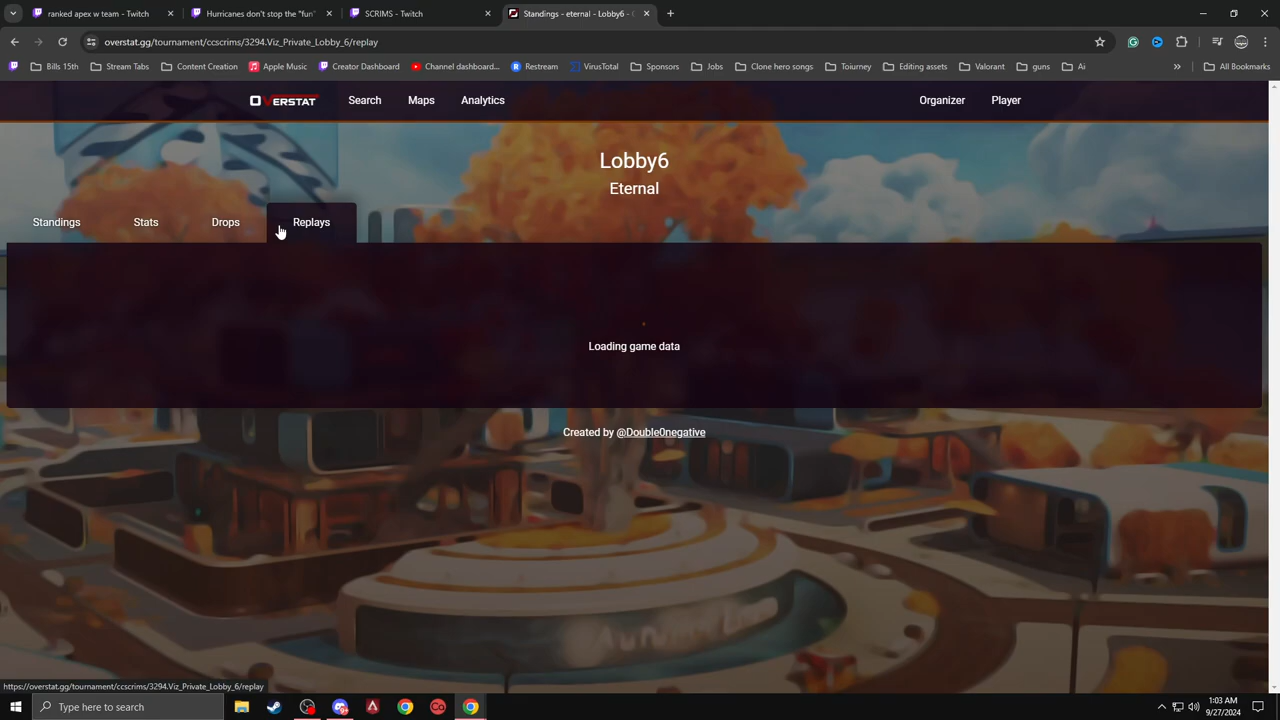 ranked apex w team - Twitch
Hurricanes don't stop the "fun"
SCRIMS - Twitch
Standings - eternal - Lobby6 -
overstat.gg/tournament/ccscrims/3294.Viz_Private_Lobby_6/replay
Bills 15th
Stream Tabs
Content Creation
Apple Music
Creator Dashboard
Channel dashboard...
Restream
VirusTotal
Sponsors
Jobs
Clone hero songs
Toiurney
Editing assets
Valorant
guns
Ai
All Bookmarks
OVERSTAT
Search
Maps
Analytics
Organizer
Player
Lobby6
Eternal
Standings
Stats
Drops
Replays
Loading game data
Created by @Double0negative
https://overstat.gg/tournament/ccscrims/3294.Viz_Private_Lobby_6/replay
Type here to search
1:03 AM
9/27/2024